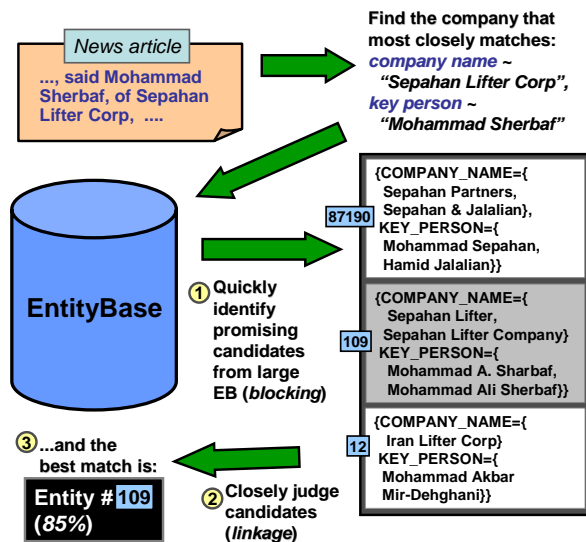 News article
..., said Mohammad
Sherbaf, of Sepahan
Lifter Corp, ....
Find the company that
most closely matches:
company name ~
“Sepahan Lifter Corp”,
key person ~
“Mohammad Sherbaf”
EntityBase
1 Quickly
identify
promising
candidates
from large
EB (blocking)
87190
{COMPANY_NAME={
Sepahan Partners,
Sepahan & Jalalian},
KEY_PERSON={
Mohammad Sepahan,
Hamid Jalalian}}
109
{COMPANY_NAME={
Sepahan Lifter,
Sepahan Lifter Company}
KEY_PERSON={
Mohammad A. Sharbaf,
Mohammad Ali Sherbaf}}
12
{COMPANY_NAME={
Iran Lifter Corp}
KEY_PERSON={
Mohammad Akbar
Mir-Dehghani}}
2 Closely judge
candidates
(linkage)
3 ...and the
best match is:
Entity # 109
(85%)